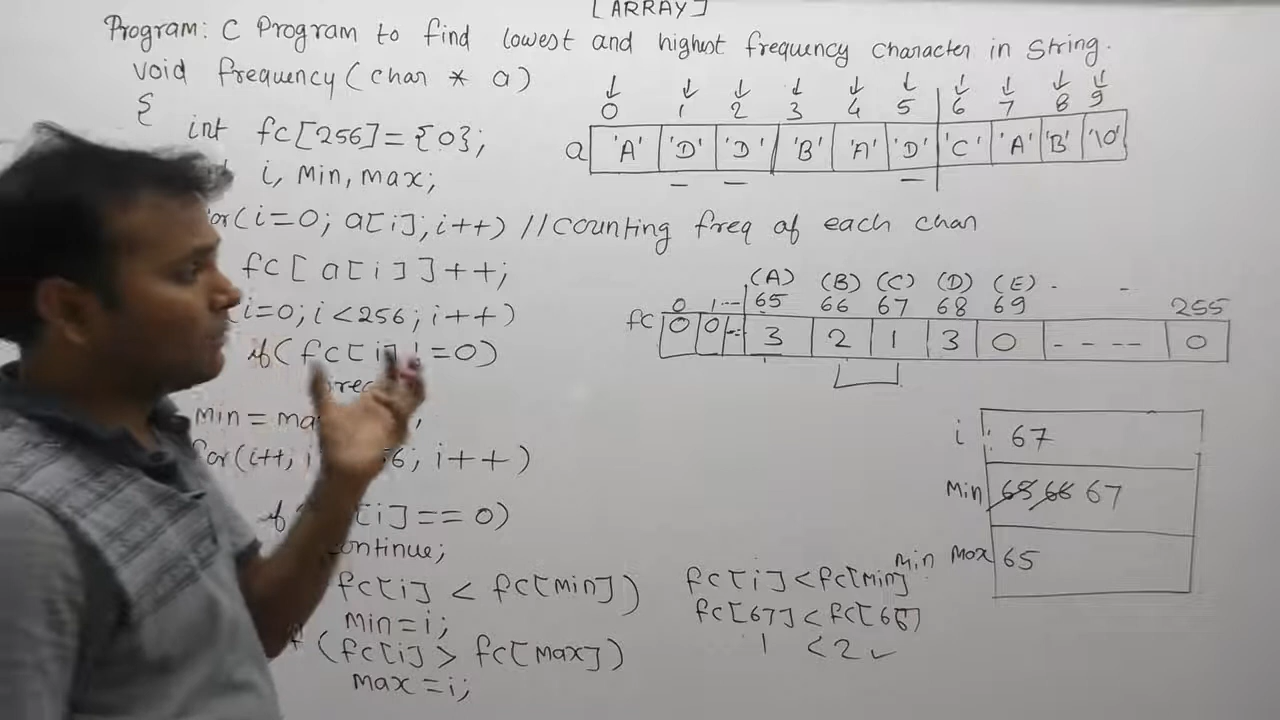 [ARRAY]
Program: C Program to find lowest and highest frequency character in String.
void frequency(char * a)
{
int fc[256]={0};
i, min, max;
for(i=0; a[i]; i++) //counting freq of each char
fc[a[i]]++;
i=0; i<256; i++)
if(fc[i]!=0)
min = ma
for(i++; i 56; i++)
if [i]==0)
continue;
fc[i] < fc[min])
min=i;
(fc[i] > fc[max])
max=i;
0 1 2 3 4 5 6 7 8 9
a 'A' 'D' 'D' 'B' 'A' 'D' 'C' 'A' 'B' '\0'
(A) (B) (C) (D) (E) . -
0 1--- 65 66 67 68 69 255
fc 0 0 --- 3 2 1 3 0 ---- 0
i : 67
Min 65 66 67
min Max 65
fc[i]<fc[min]
fc[67]<fc[66]
1 <2 ✓